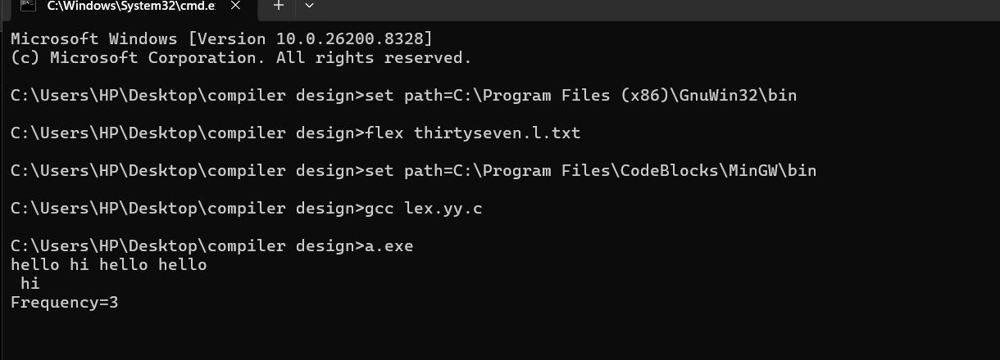 C:\Windows\System32\cmd.e
Microsoft Windows [Version 10.0.26200.8328]
(c) Microsoft Corporation. All rights reserved.
C:\Users\HP\Desktop\compiler design>set path=C:\Program Files (x86)\GnuWin32\bin
C:\Users\HP\Desktop\compiler design>flex thirtyseven.l.txt
C:\Users\HP\Desktop\compiler design>set path=C:\Program Files\CodeBlocks\MinGW\bin
C:\Users\HP\Desktop\compiler design>gcc lex.yy.c
C:\Users\HP\Desktop\compiler design>a.exe
hello hi hello hello
 hi
Frequency=3